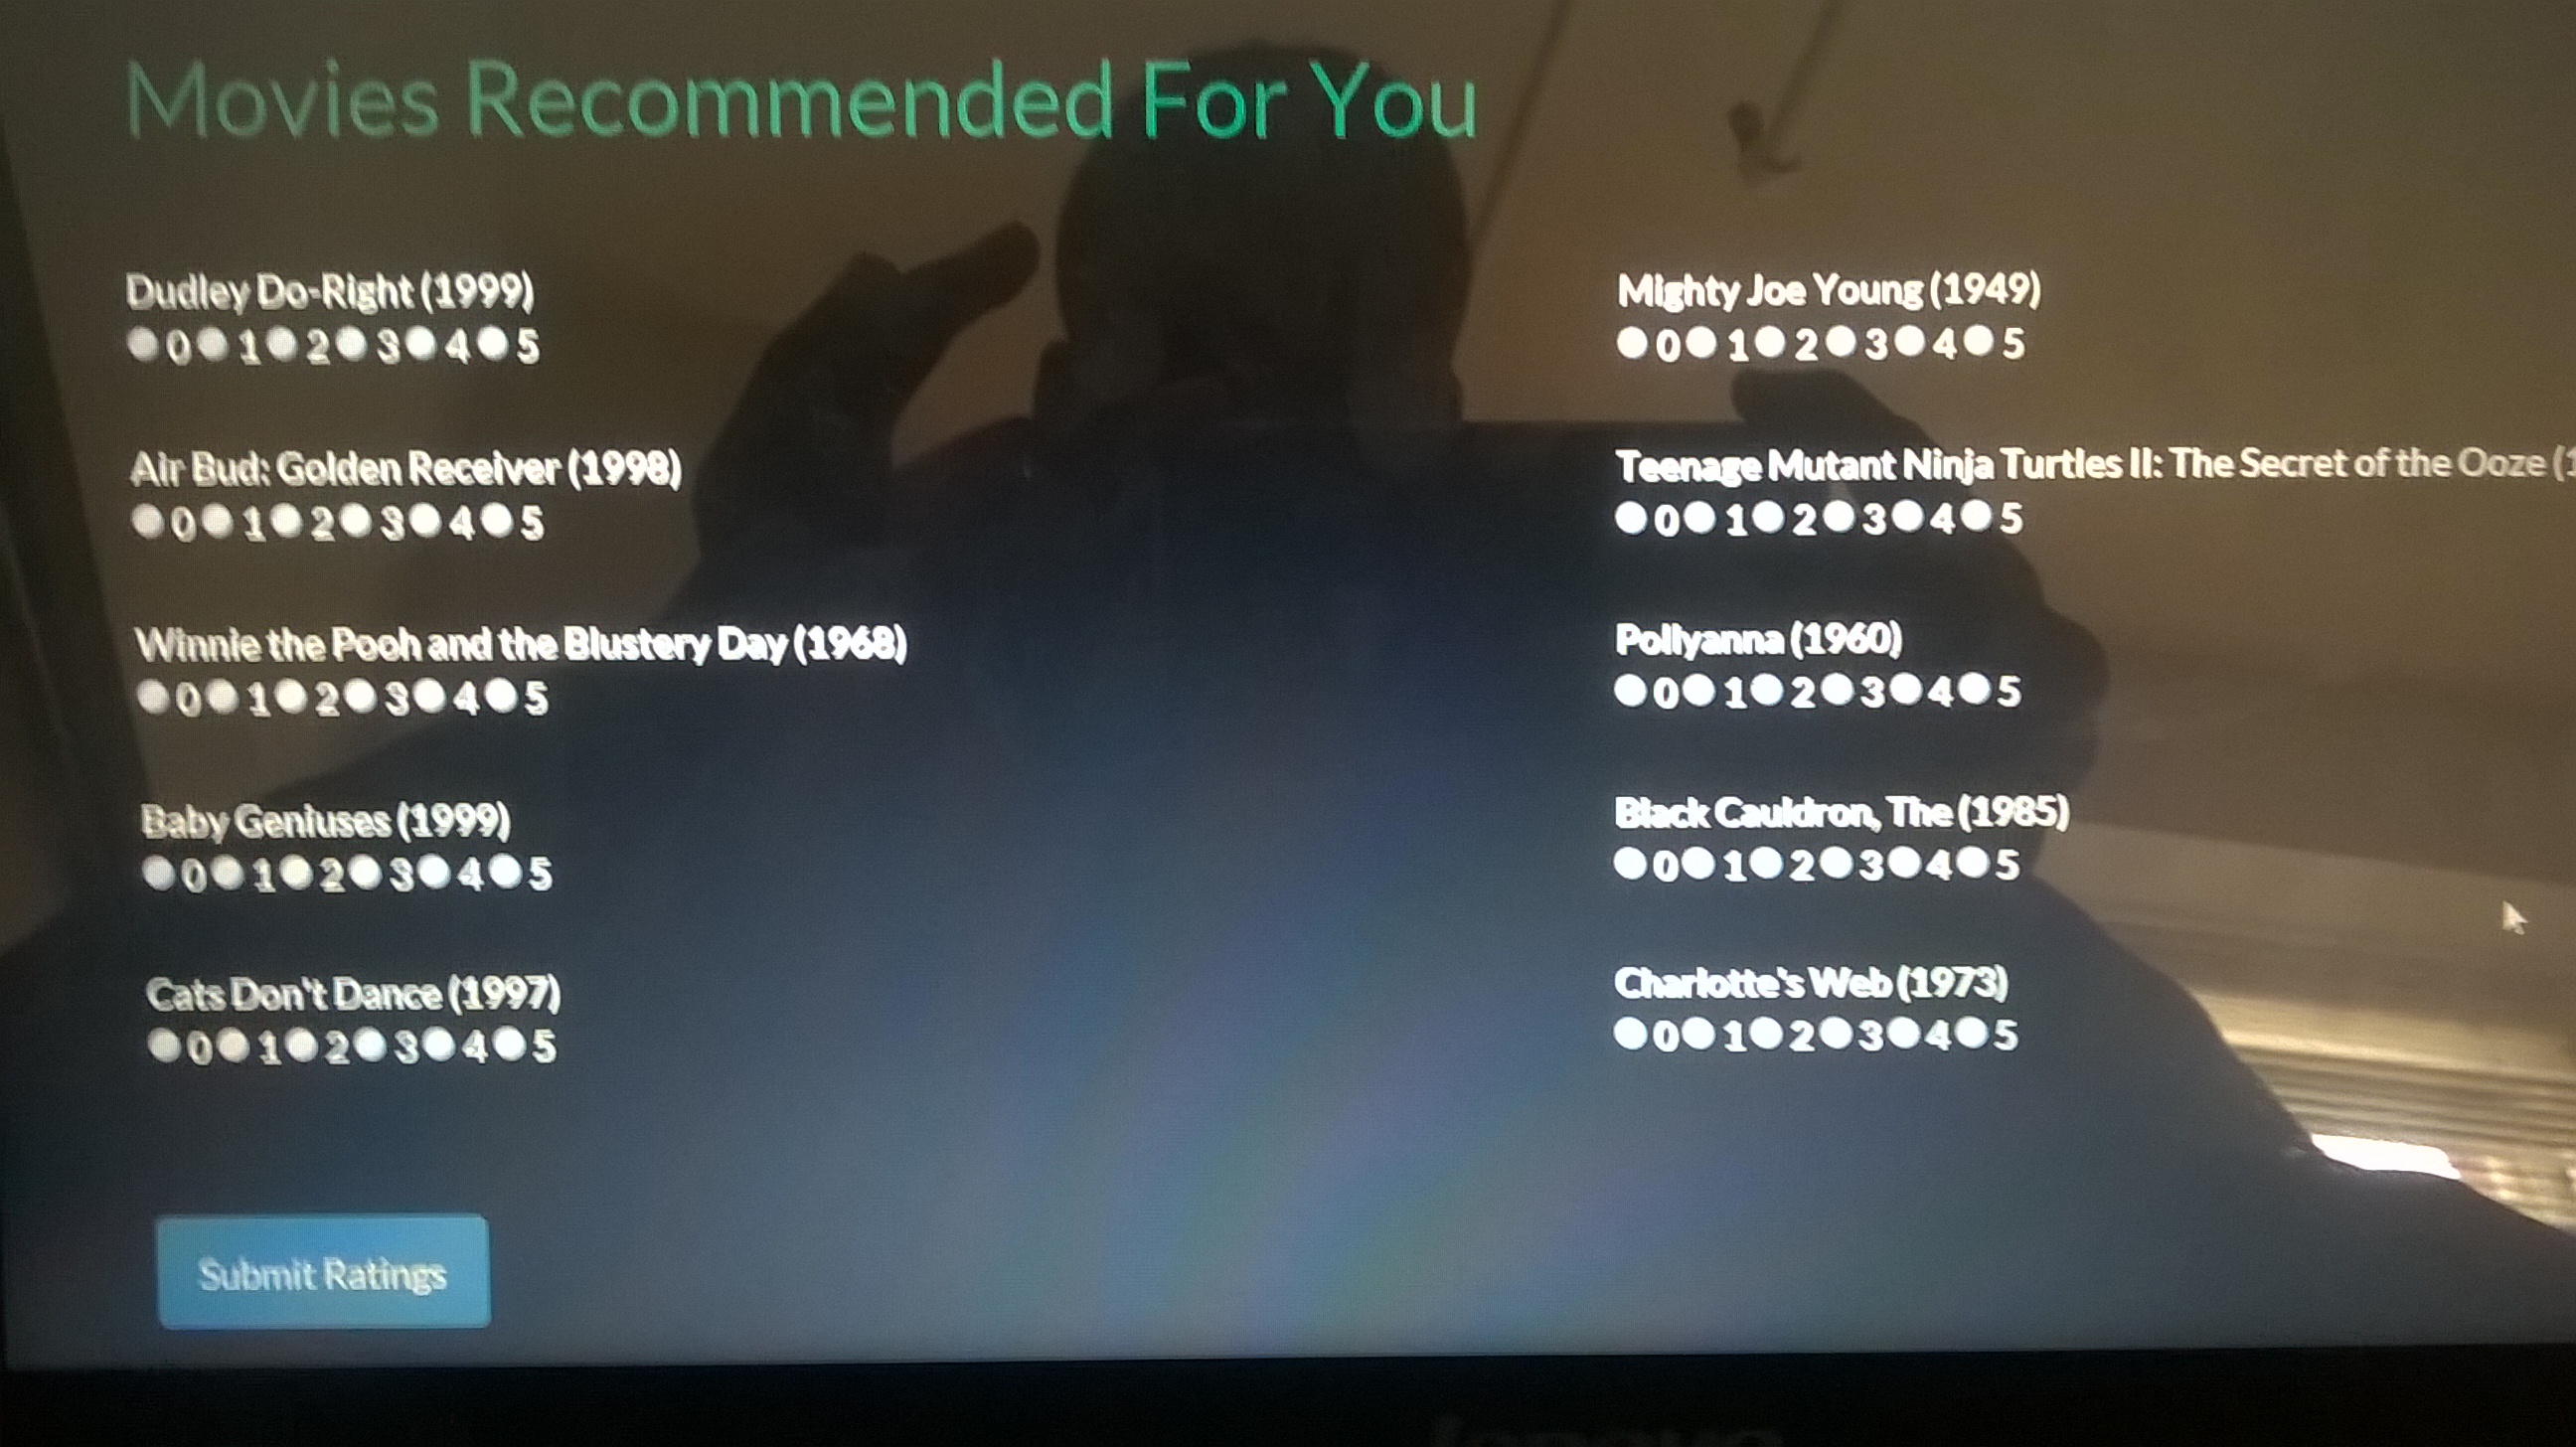 Movies Recommended For You
Dudley Do-Right (1999)
0 1 2 3 4 5
Air Bud: Golden Receiver (1998)
0 1 2 3 4 5
Winnie the Pooh and the Blustery Day (1968)
0 1 2 3 4 5
Baby Geniuses (1999)
0 1 2 3 4 5
Cats Don't Dance (1997)
0 1 2 3 4 5
Mighty Joe Young (1949)
0 1 2 3 4 5
Teenage Mutant Ninja Turtles II: The Secret of the Ooze (1
0 1 2 3 4 5
Pollyanna (1960)
0 1 2 3 4 5
Black Cauldron, The (1985)
0 1 2 3 4 5
Charlotte's Web (1973)
0 1 2 3 4 5
Submit Ratings